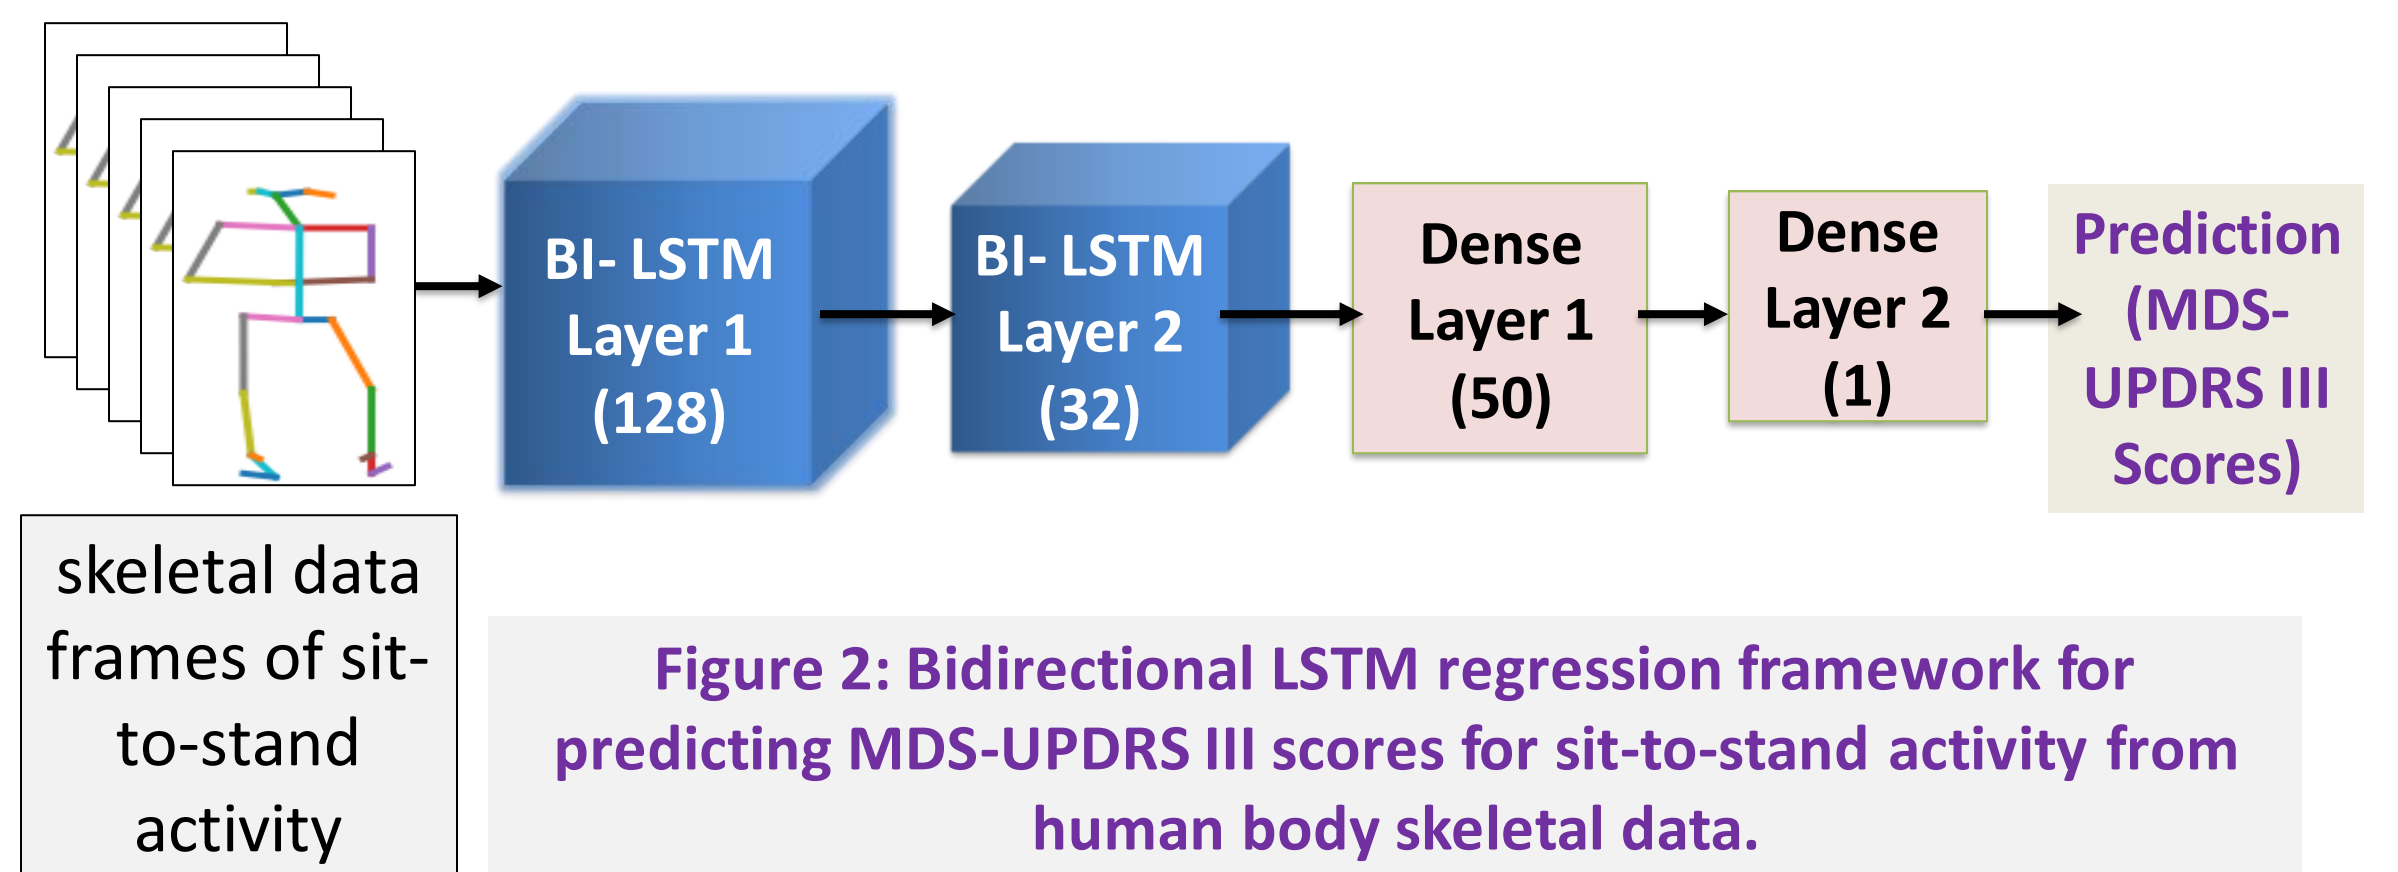 BI- LSTM
Layer 1
(128)
BI- LSTM
Layer 2
(32)
Dense
Layer 1
(50)
Dense
Layer 2
(1)
Prediction
(MDS-
UPDRS III
Scores)
skeletal data
frames of sit-
to-stand
activity
Figure 2: Bidirectional LSTM regression framework for
predicting MDS-UPDRS III scores for sit-to-stand activity from
human body skeletal data.